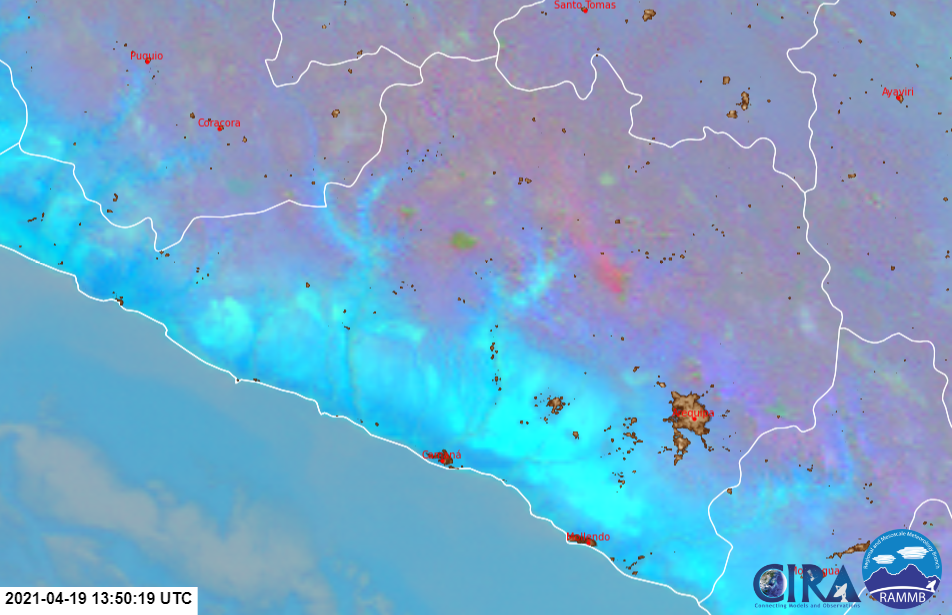 Santo Tomas
Puquio
Ayaviri
Coracora
Arequipa
Camaná
Mollendo
Moquegua
2021-04-19 13:50:19 UTC
CIRA
Connecting Models and Observations
Regional and Mesoscale Meteorology Branch
RAMMB